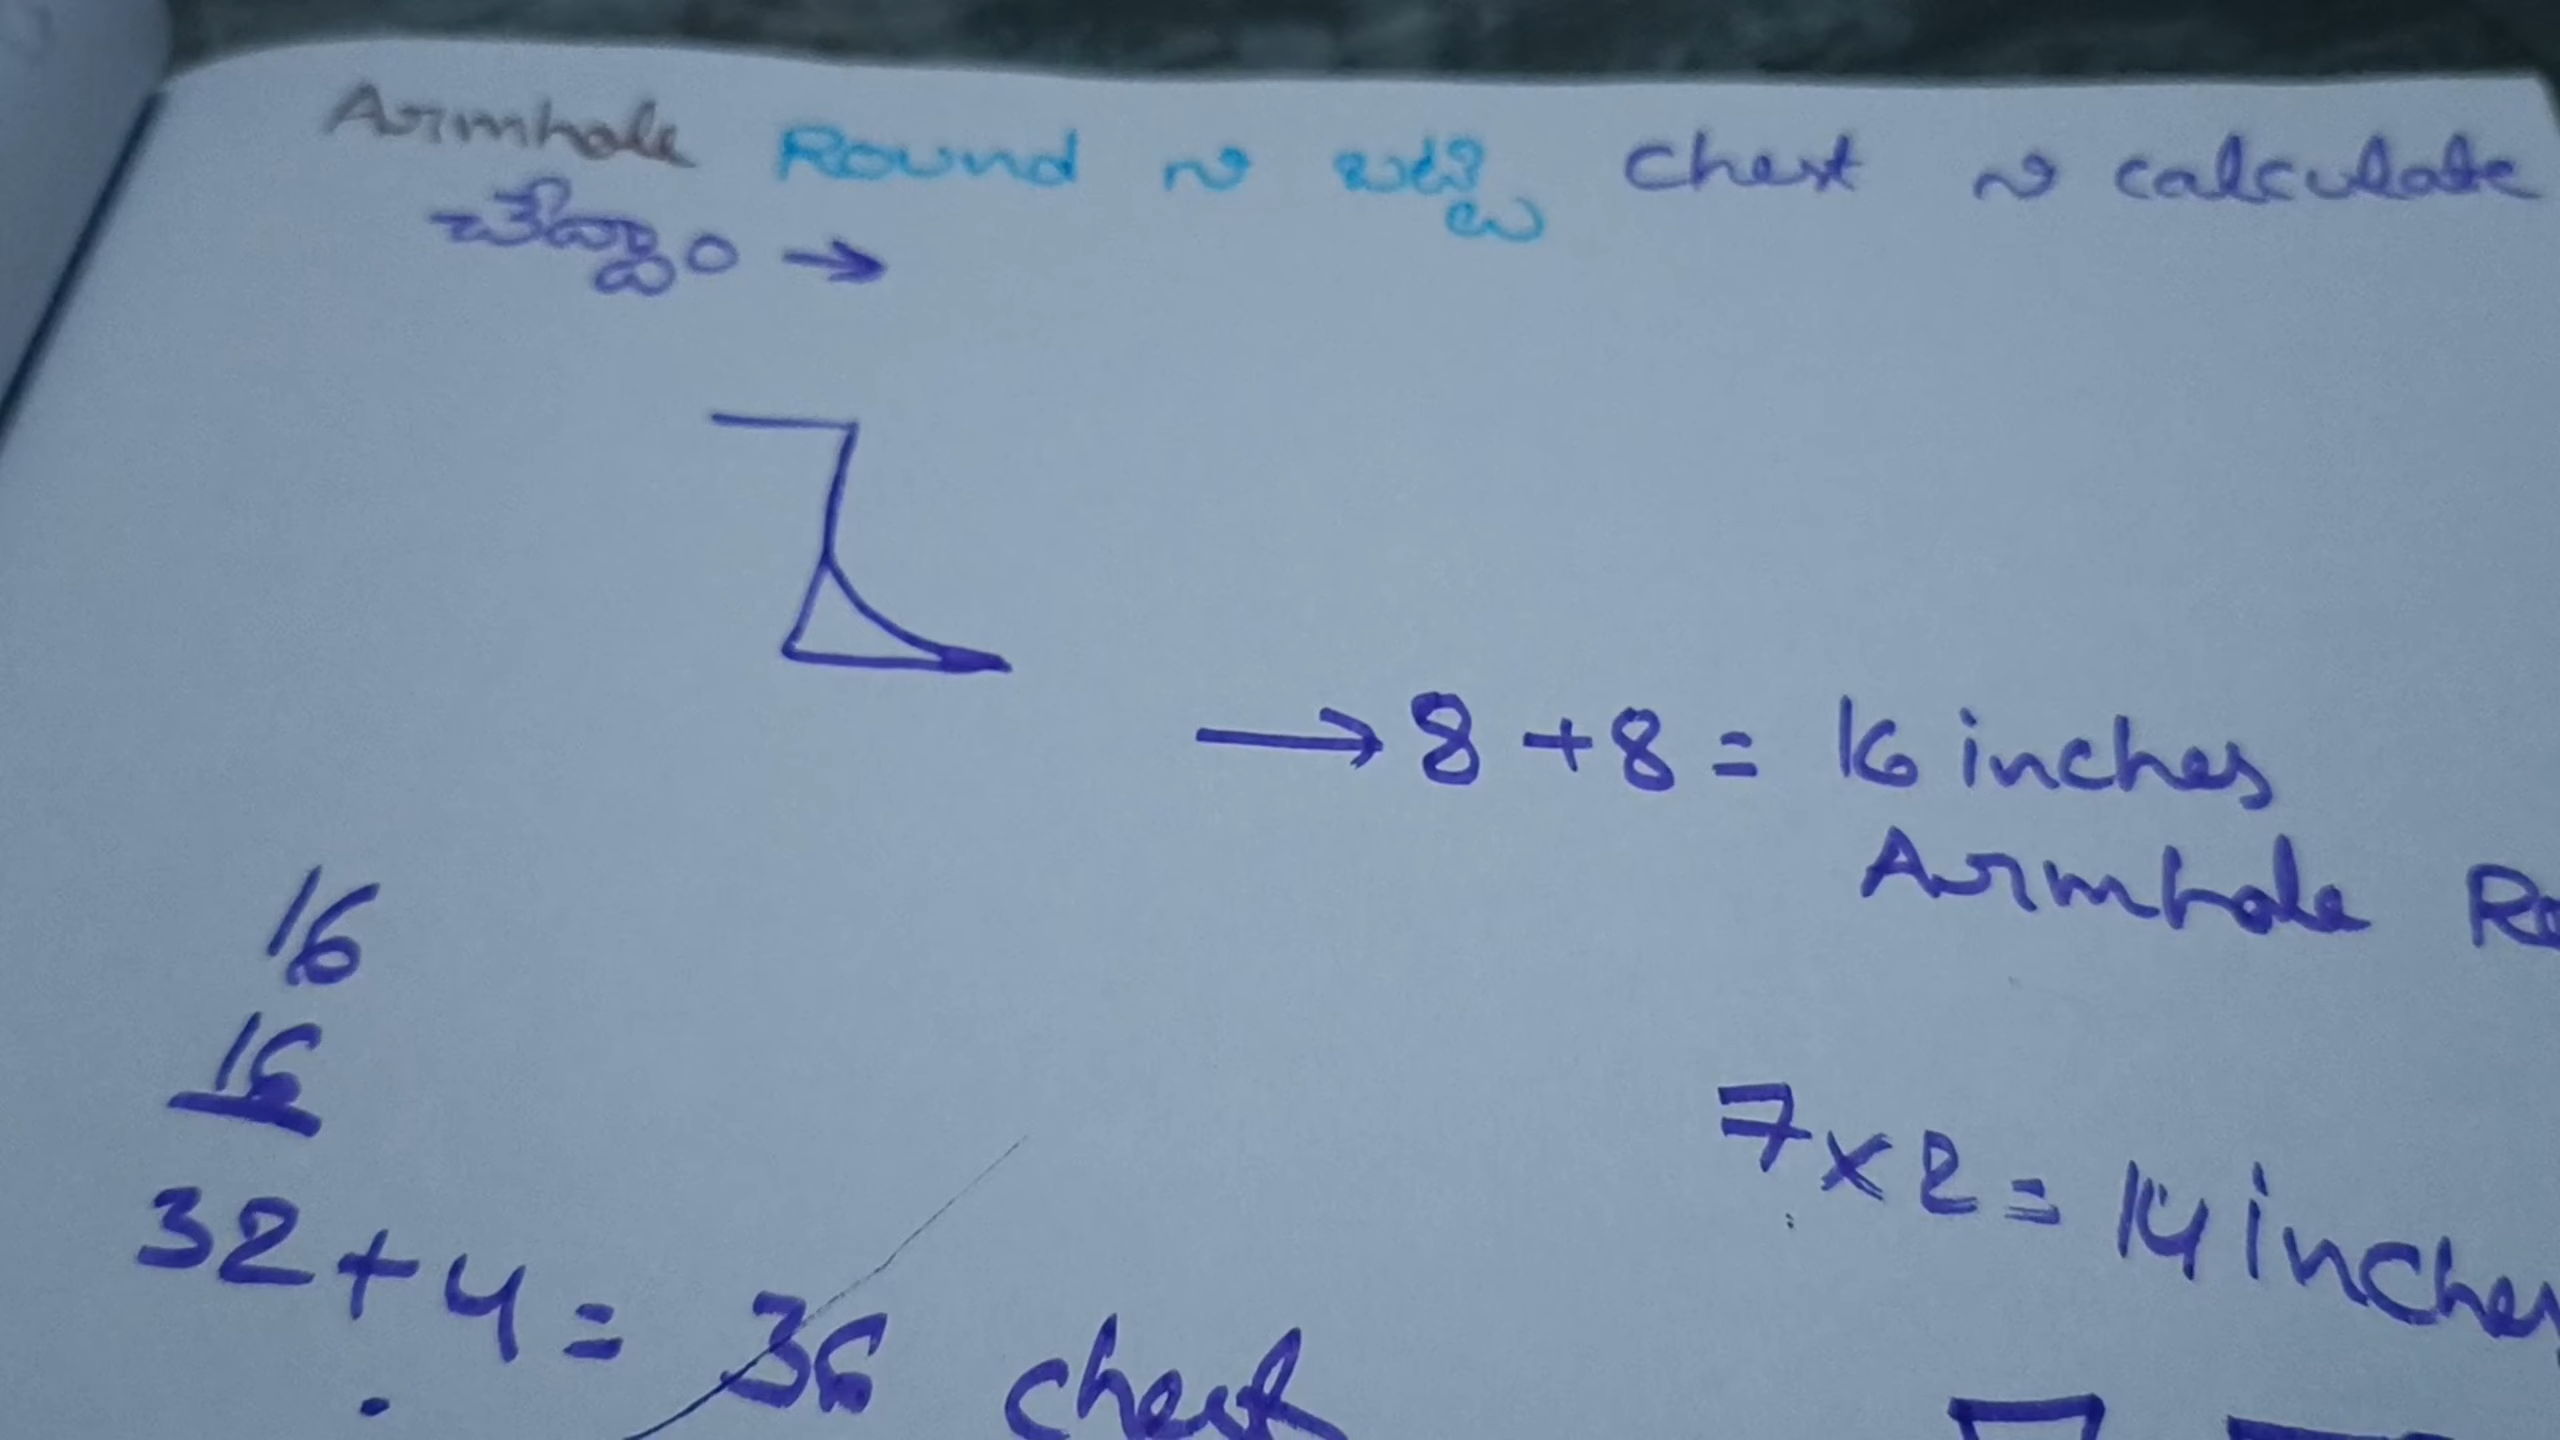 Armhole Round ని బట్టి chest ని calculate
చేద్దాం →
→ 8 + 8 = 16 inches
Armhole
16
16
32 + 4 = 36 chest
7 x 2 = 14 inches